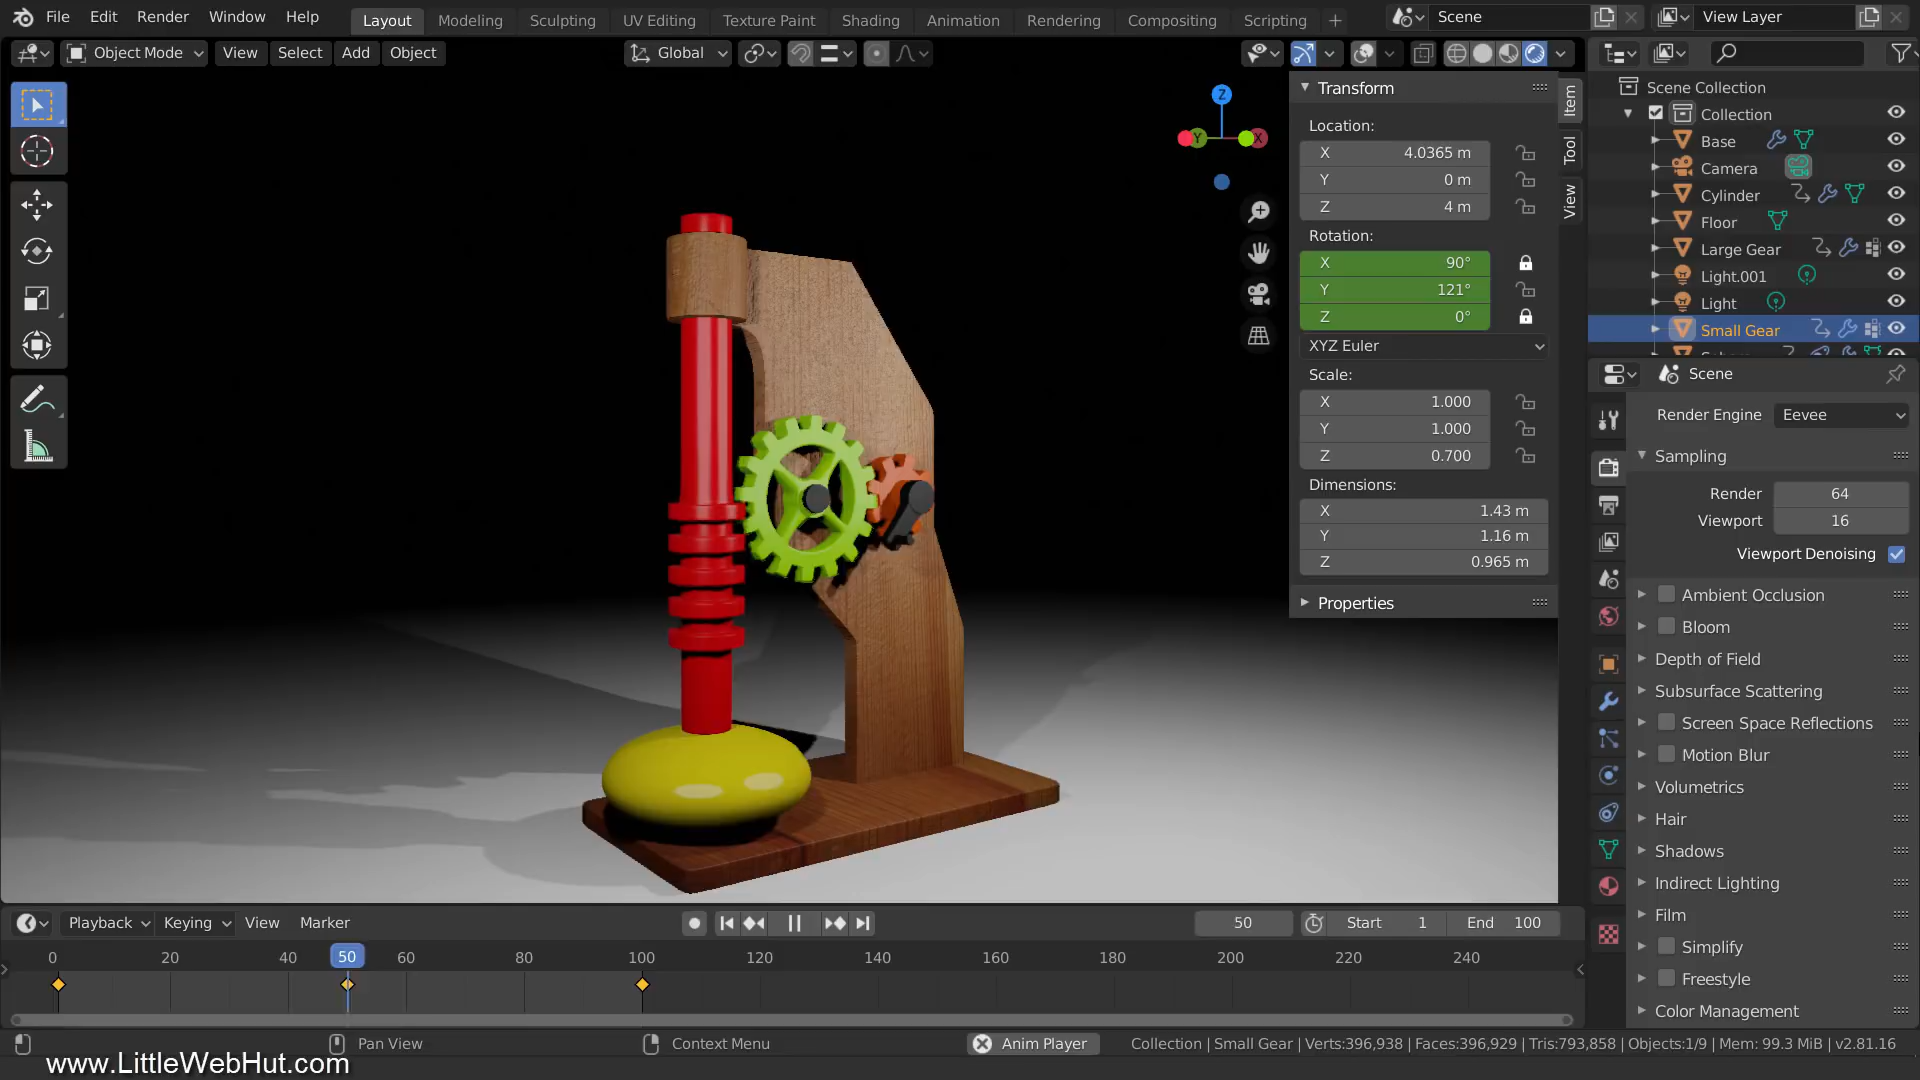 File Edit Render Window Help Layout Modeling Sculpting UV Editing Texture Paint Shading Animation Rendering Compositing Scripting + Scene View Layer
Object Mode View Select Add Object Global
Transform
Location:
X 4.0365 m
Y 0 m
Z 4 m
Rotation:
X 90°
Y 121°
Z 0°
XYZ Euler
Scale:
X 1.000
Y 1.000
Z 0.700
Dimensions:
X 1.43 m
Y 1.16 m
Z 0.965 m
Properties
Item
Tool
View
Z
Y X
Scene Collection
Collection
Base
Camera
Cylinder
Floor
Large Gear
Light.001
Light
Small Gear
Scene
Render Engine Eevee
Sampling
Render 64
Viewport 16
Viewport Denoising
Ambient Occlusion
Bloom
Depth of Field
Subsurface Scattering
Screen Space Reflections
Motion Blur
Volumetrics
Hair
Shadows
Indirect Lighting
Film
Simplify
Freestyle
Color Management
Playback Keying View Marker 50 Start 1 End 100
0 20 40 50 60 80 100 120 140 160 180 200 220 240
Pan View Context Menu Anim Player Collection | Small Gear | Verts:396,938 | Faces:396,929 | Tris:793,858 | Objects:1/9 | Mem: 99.3 MiB | v2.81.16
www.LittleWebHut.com